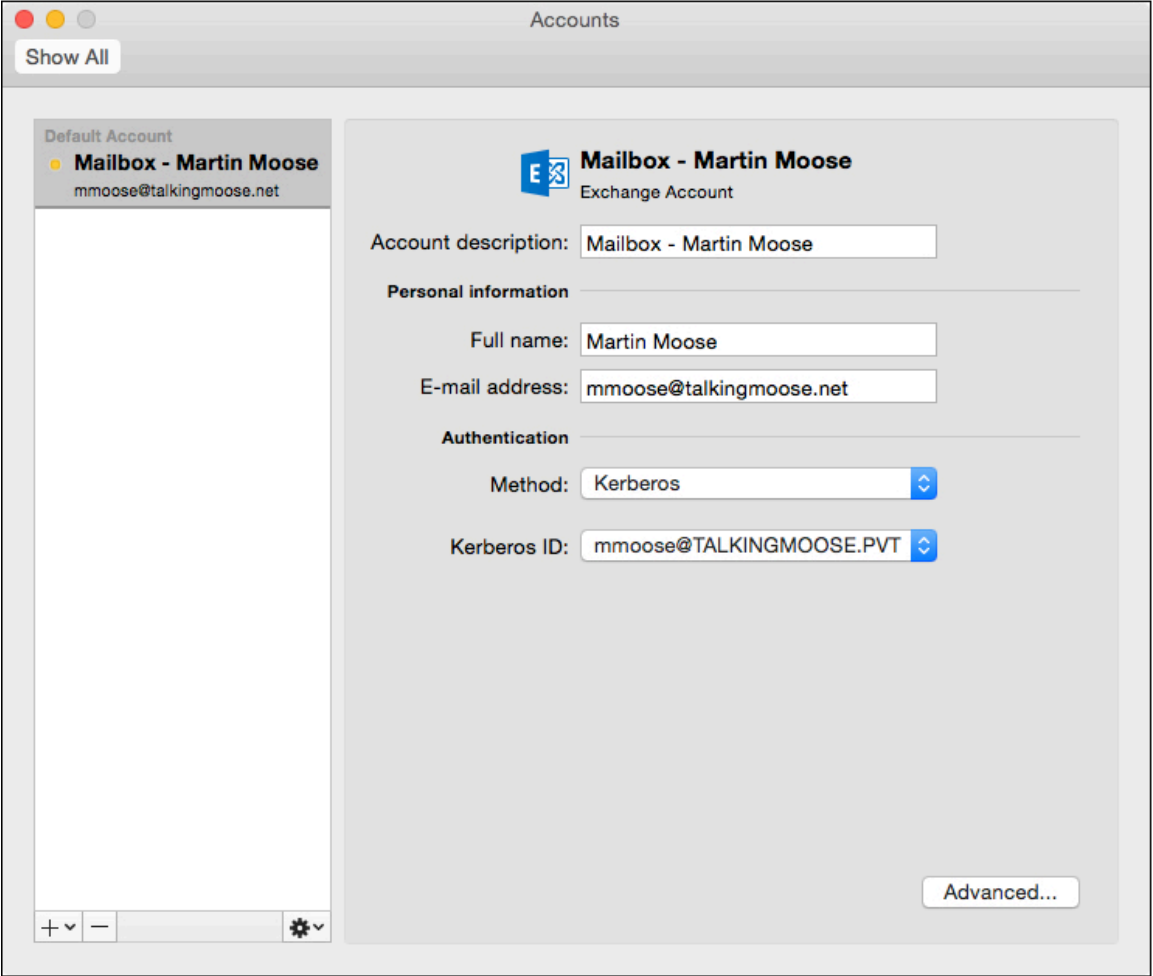 Accounts
Show All
Default Account
Mailbox - Martin Moose
mmoose@talkingmoose.net
Mailbox - Martin Moose
Exchange Account
Account description: Mailbox - Martin Moose
Personal information
Full name: Martin Moose
E-mail address: mmoose@talkingmoose.net
Authentication
Method: Kerberos
Kerberos ID: mmoose@TALKINGMOOSE.PVT
Advanced...